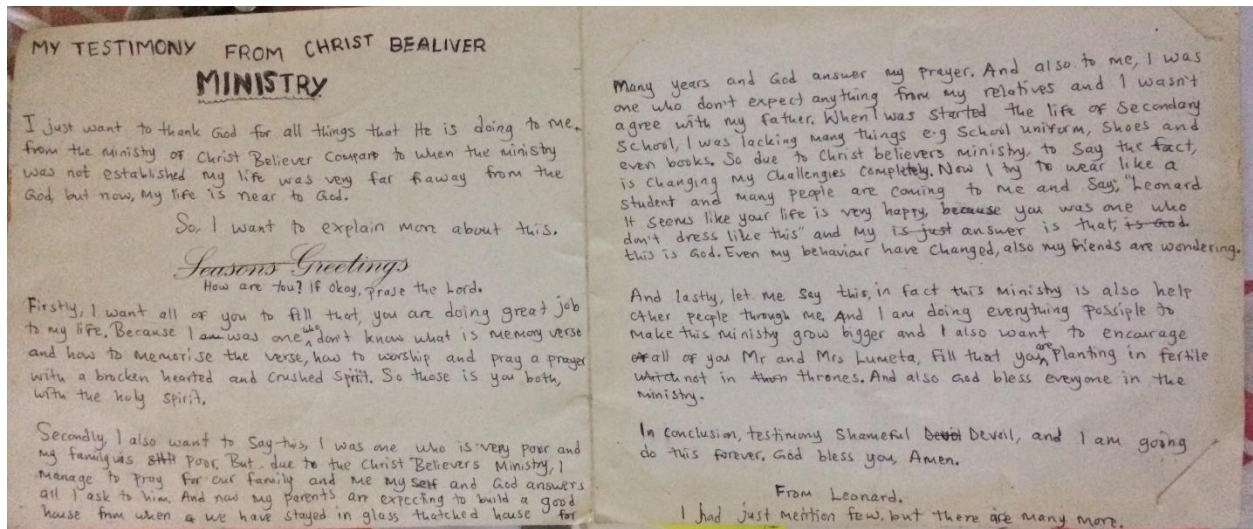 MY TESTIMONY FROM CHRIST BEALIVER
MINISTRY
I just want to thank God for all things that He is doing to me.
from the ministry of Christ Believer Compare to when the ministry
was not established my life was very far faway from the
God, but now, my life is near to God.
So, I want to explain more about this.
Seasons Greetings
How are You? If okay, prase the Lord.
Firstly, I want all of you to fill that, you are doing great job
to my life. Because I am was one who don't know what is memory verse
and how to memorise the verse, how to worship and pray a prayer
with a brocken hearted and crushed Spirit. So those is you both,
with the holy spirit.
Secondly, I also want to Say this, I was one who is very poor and
my family is poor. But due to the Christ Believers Ministry, I
manage to pray for our family and me my self and God answers
all I ask to him. And now my parents are expecting to build a good
house from when we have stayed in glass thatched house for
Many years and God answer my prayer. And also to me, I was
one who don't expect anything from my relatives and I wasn't
agree with my father. When I was started the life of Secondary
School, I was lacking many things e.g School uniform, Shoes and
even books. So due to Christ believers ministry, to Say the fact,
is changing my Challengies completely. Now I try to wear like a
student and many people are coming to me and Say; "Leonard
It seems like your life is very happy, because you was one who
don't dress like this" and my is just answer is that, is God
this is God. Even my behaviour have changed, also my friends are wondering.
And lastly, let me say this, in fact this ministry is also help
other people through me. And I am doing everything possiple to
make this ministry grow bigger and I also want to encourage
of all of you Mr and Mrs Lumeta, fill that you are planting in fertile
which not in thon thrones. And also God bless everyone in the
ministry.
In conclusion, testimony Shameful Devol Devoil, and I am going
do this forever. God bless you, Amen.
From Leonard.
I had just mention few, but there are many more.